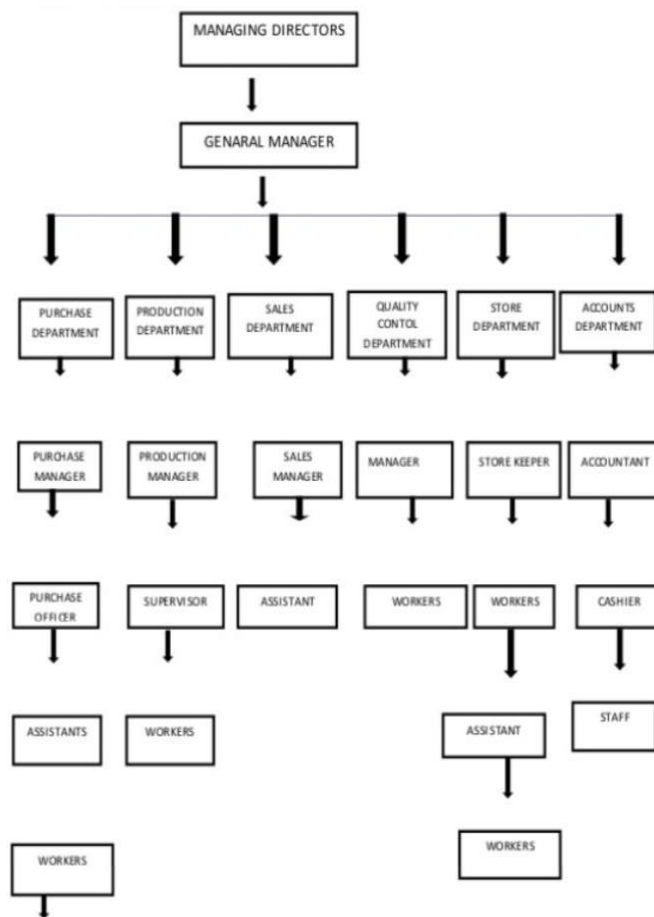 MANAGING DIRECTORS
GENARAL MANAGER
PURCHASE
DEPARTMENT
PRODUCTION
DEPARTMENT
SALES
DEPARTMENT
QUALITY
CONTOL
DEPARTMENT
STORE
DEPARTMENT
ACCOUNTS
DEPARTMENT
PURCHASE
MANAGER
PRODUCTION
MANAGER
SALES
MANAGER
MANAGER
STORE KEEPER
ACCOUNTANT
PURCHASE
OFFICER
SUPERVISOR
ASSISTANT
WORKERS
WORKERS
CASHIER
ASSISTANTS
WORKERS
ASSISTANT
STAFF
WORKERS
WORKERS